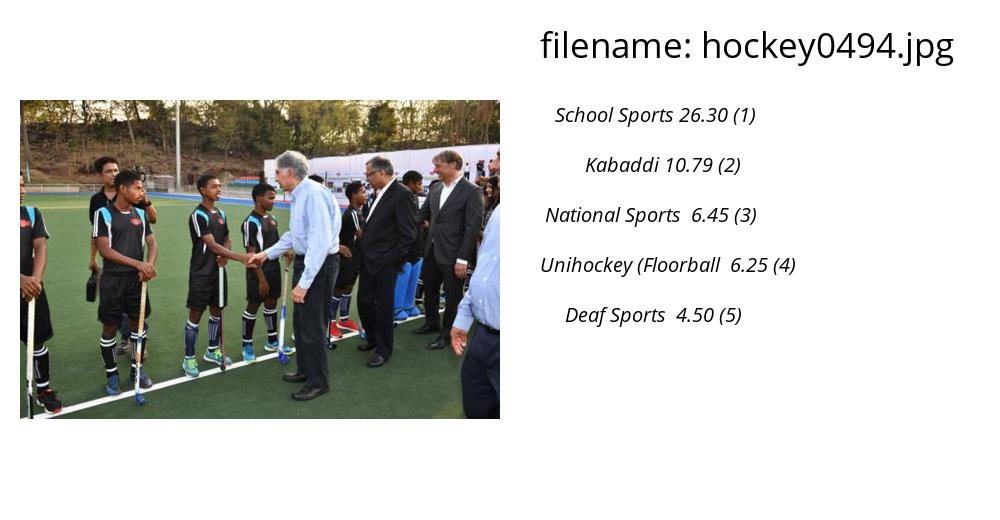 filename: hockey0494.jpg
School Sports 26.30 (1)
Kabaddi 10.79 (2)
National Sports  6.45 (3)
Unihockey (Floorball  6.25 (4)
Deaf Sports  4.50 (5)